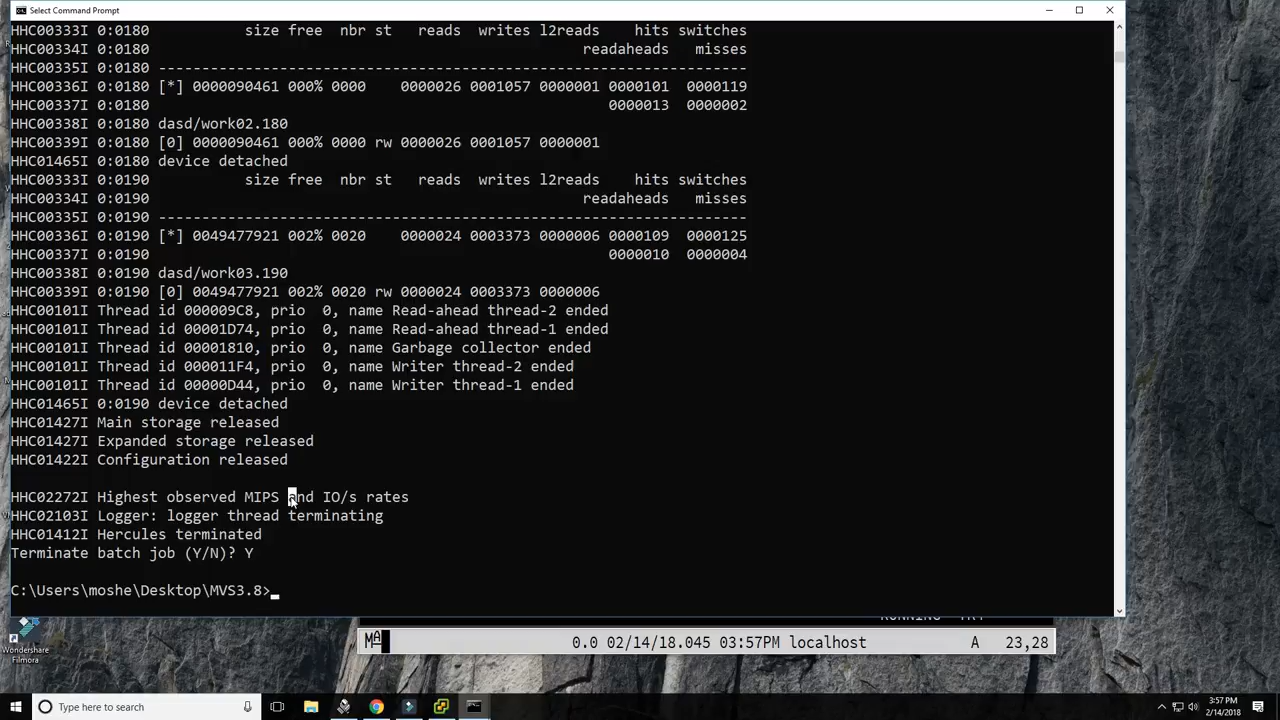 Select Command Prompt
HHC00333I 0:0180 size free nbr st reads writes l2reads hits switches
HHC00334I 0:0180 readaheads misses
HHC00335I 0:0180 --------------------------------------------------------------------
HHC00336I 0:0180 [*] 0000090461 000% 0000 0000026 0001057 0000001 0000101 0000119
HHC00337I 0:0180 0000013 0000002
HHC00338I 0:0180 dasd/work02.180
HHC00339I 0:0180 [0] 0000090461 000% 0000 rw 0000026 0001057 0000001
HHC01465I 0:0180 device detached
HHC00333I 0:0190 size free nbr st reads writes l2reads hits switches
HHC00334I 0:0190 readaheads misses
HHC00335I 0:0190 --------------------------------------------------------------------
HHC00336I 0:0190 [*] 0049477921 002% 0020 0000024 0003373 0000006 0000109 0000125
HHC00337I 0:0190 0000010 0000004
HHC00338I 0:0190 dasd/work03.190
HHC00339I 0:0190 [0] 0049477921 002% 0020 rw 0000024 0003373 0000006
HHC00101I Thread id 000009C8, prio 0, name Read-ahead thread-2 ended
HHC00101I Thread id 00001D74, prio 0, name Read-ahead thread-1 ended
HHC00101I Thread id 00001810, prio 0, name Garbage collector ended
HHC00101I Thread id 000011F4, prio 0, name Writer thread-2 ended
HHC00101I Thread id 00000D44, prio 0, name Writer thread-1 ended
HHC01465I 0:0190 device detached
HHC01427I Main storage released
HHC01427I Expanded storage released
HHC01422I Configuration released
HHC02272I Highest observed MIPS and IO/s rates
HHC02103I Logger: logger thread terminating
HHC01412I Hercules terminated
Terminate batch job (Y/N)? Y
C:\Users\moshe\Desktop\MVS3.8>
MA 0.0 02/14/18.045 03:57PM localhost A 23,28
Wondershare
Filmora
Type here to search
3:57 PM
2/14/2018